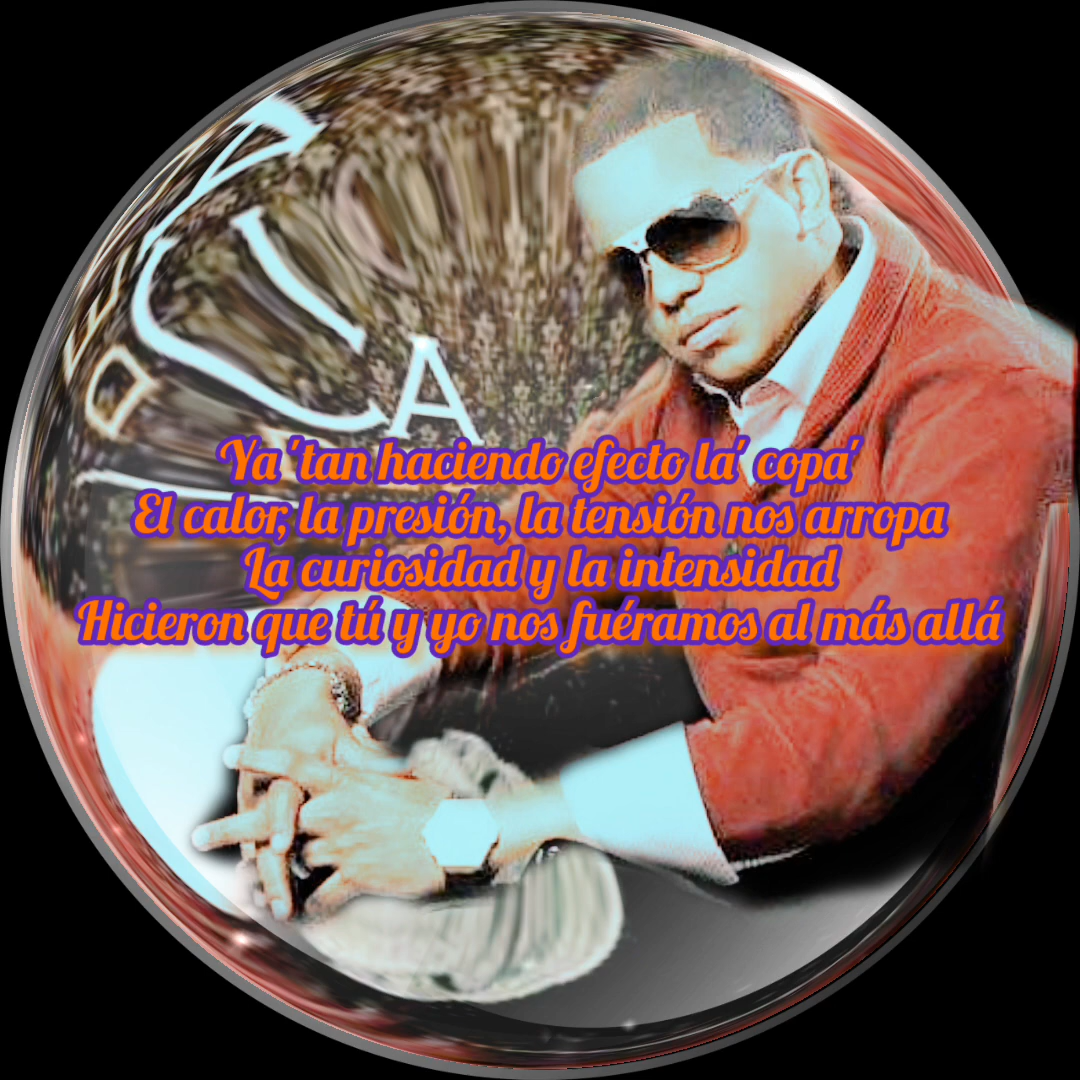 Ya 'tan haciendo efecto la' copa'
El calor, la presión, la tensión nos arropa
La curiosidad y la intensidad
Hicieron que tú y yo nos fuéramos al más allá